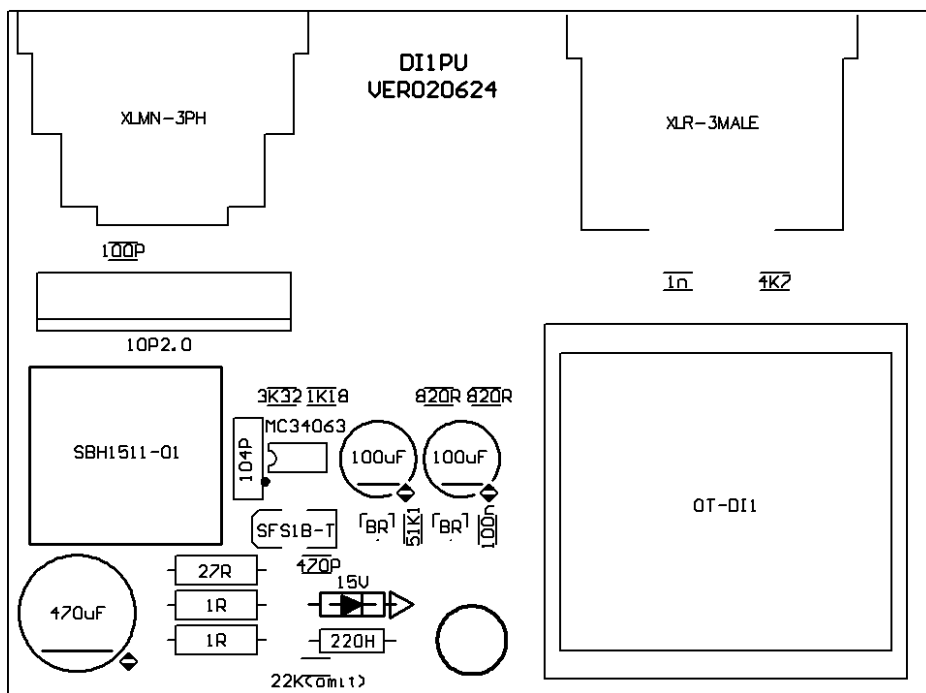 DI1PU
VER020624
XLMN-3PH
XLR-3MALE
100P
1n
4K7
10P2.0
3K32 1K18
820R 820R
MC34063
104P
SBH1511-01
100uF
100uF
OT-DI1
SFS1B-T
BR
51K1
BR
100n
470P
27R
15V
470uF
1R
1R
220H
22K(omit)